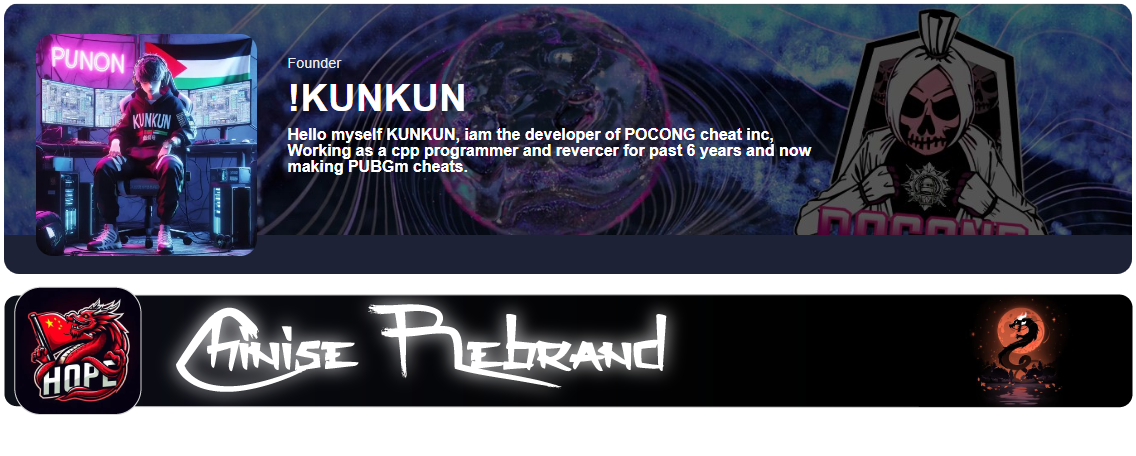 PUNON
KUNKUN
Founder
!KUNKUN
Hello myself KUNKUN, iam the developer of POCONG cheat inc,
Working as a cpp programmer and revercer for past 6 years and now
making PUBGm cheats.
POCONG
HOPE
Chinise Rebrand